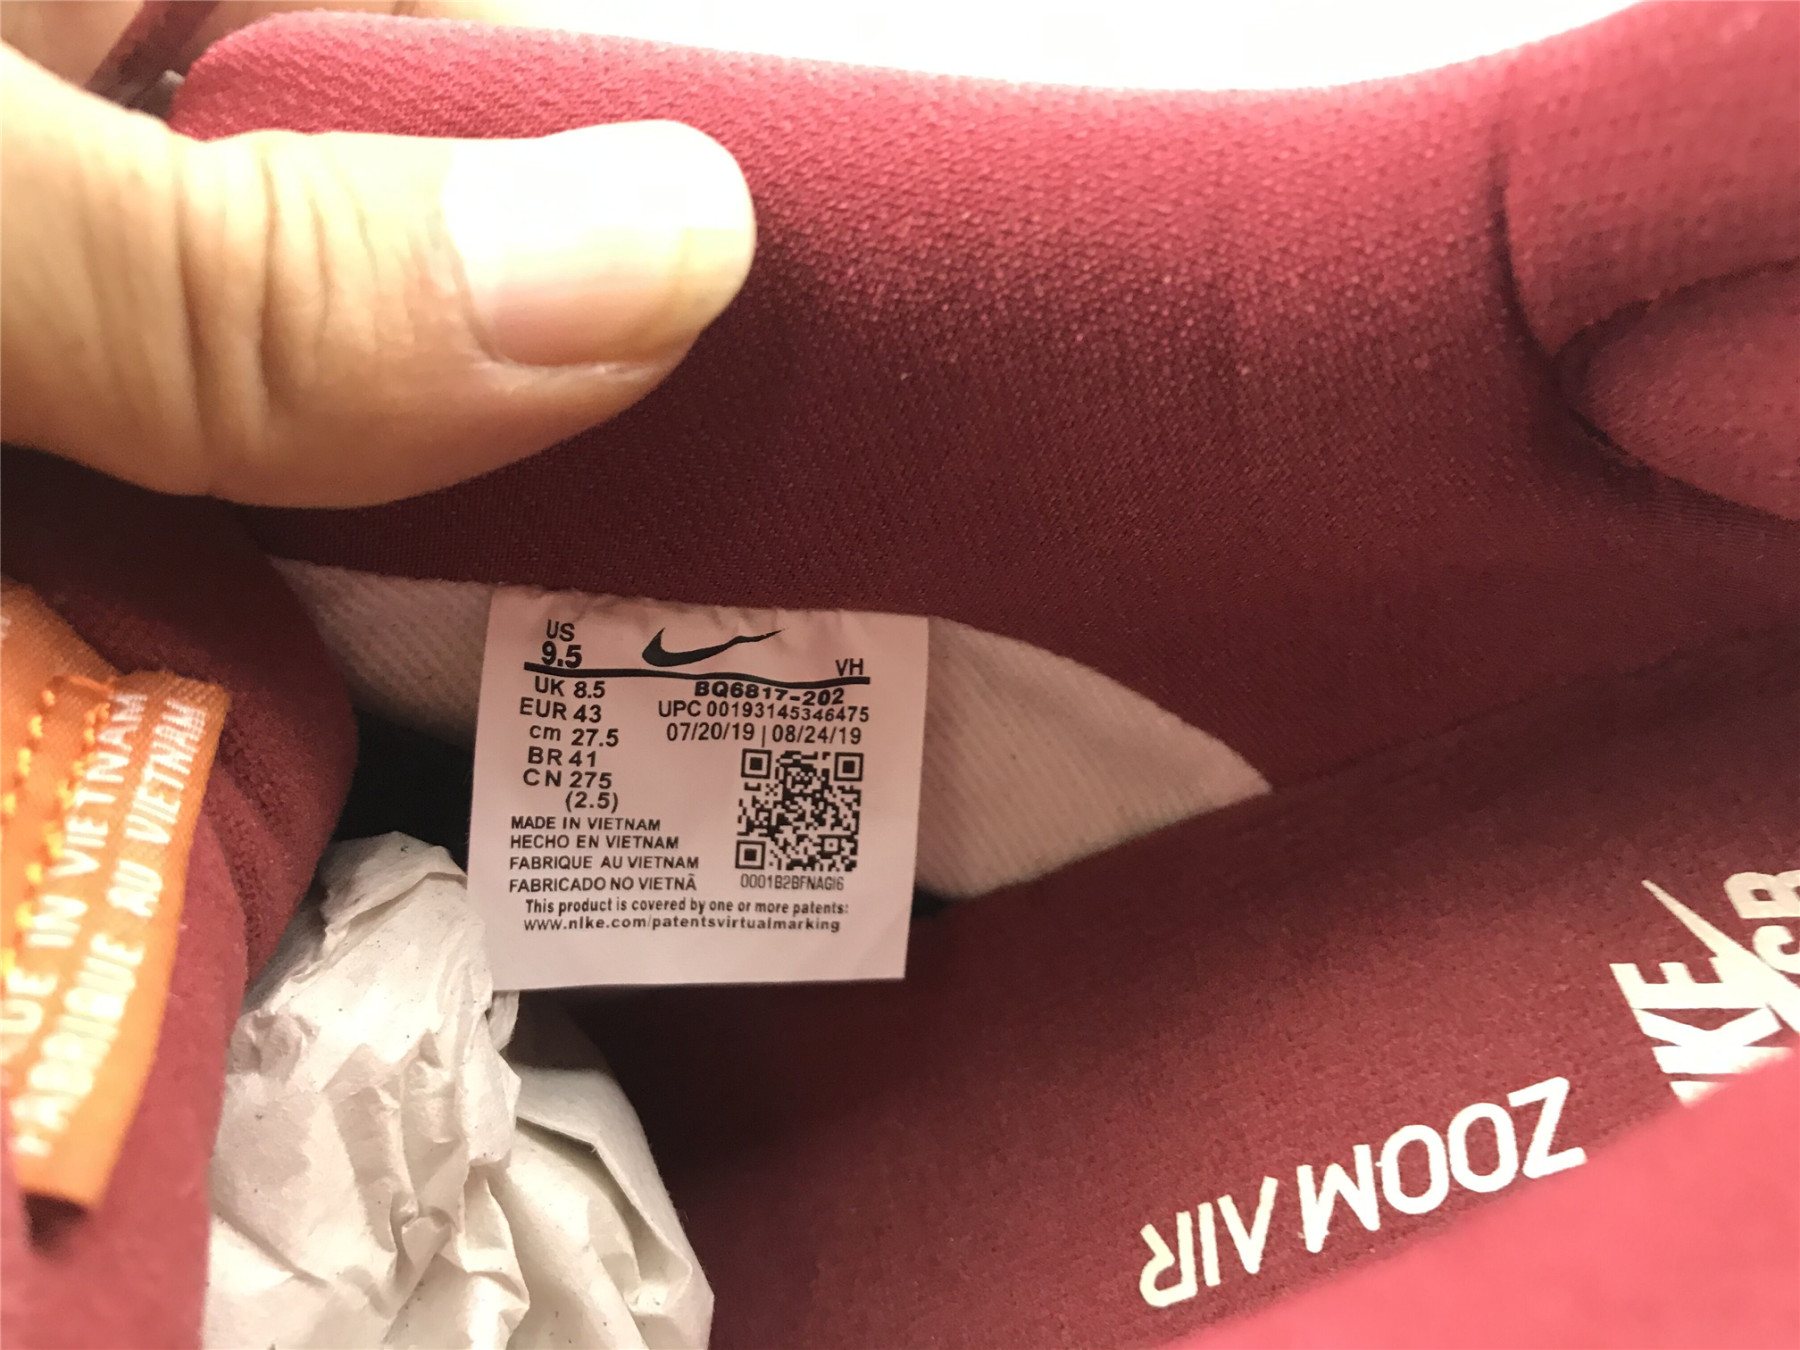 US
9.5
VH
UK 8.5
BQ6817-202
EUR 43
UPC 00193145346475
cm 27.5
07/20/19 | 08/24/19
BR 41
CN 275
(2.5)
MADE IN VIETNAM
HECHO EN VIETNAM
FABRIQUE AU VIETNAM
FABRICADO NO VIETNÃ
0001B2BFNAGI6
This product is covered by one or more patents:
www.nike.com/patentsvirtualmarking
DE IN VIETNAM
FABRIQUE AU VIETNAM
SB
ZOOM AIR